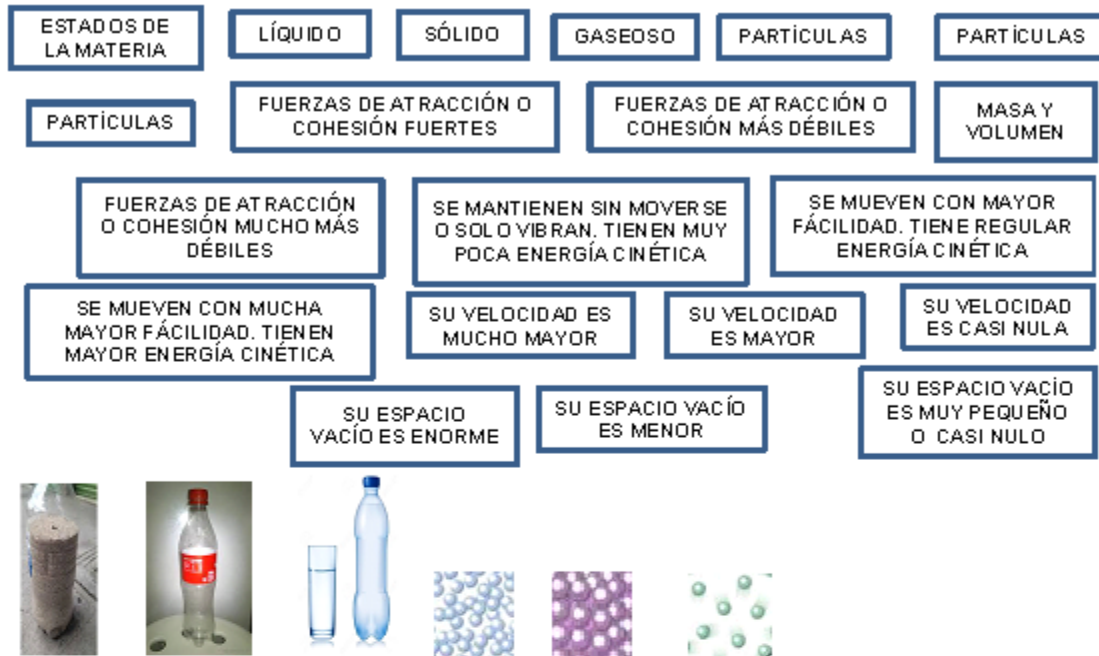 ESTADOS DE
LA MATERIA
LÍQUIDO
SÓLIDO
GASEOSO
PARTÍCULAS
PARTÍCULAS
PARTÍCULAS
FUERZAS DE ATRACCIÓN O
COHESIÓN FUERTES
FUERZAS DE ATRACCIÓN O
COHESIÓN MÁS DÉBILES
MASA Y
VOLUMEN
FUERZAS DE ATRACCIÓN
O COHESIÓN MUCHO MÁS
DÉBILES
SE MANTIENEN SIN MOVERSE
O SOLO VIBRAN. TIENEN MUY
POCA ENERGÍA CINÉTICA
SE MUEVEN CON MAYOR
FÁCILIDAD. TIENE REGULAR
ENERGÍA CINÉTICA
SE MUEVEN CON MUCHA
MAYOR FÁCILIDAD. TIENEN
MAYOR ENERGÍA CINÉTICA
SU VELOCIDAD ES
MUCHO MAYOR
SU VELOCIDAD
ES MAYOR
SU VELOCIDAD
ES CASI NULA
SU ESPACIO
VACÍO ES ENORME
SU ESPACIO VACÍO
ES MENOR
SU ESPACIO VACÍO
ES MUY PEQUEÑO
O CASI NULO